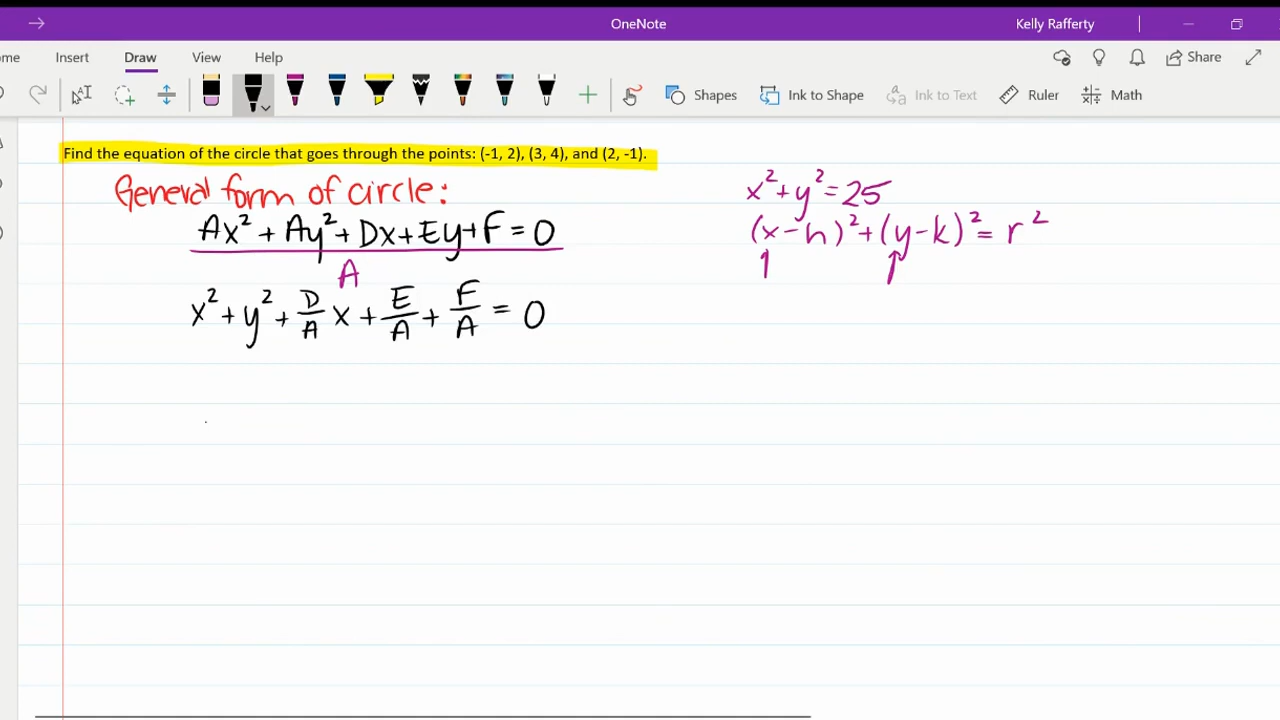 OneNote
Kelly Rafferty
ome Insert Draw View Help
Share
Shapes Ink to Shape Ink to Text Ruler Math
Find the equation of the circle that goes through the points: (-1, 2), (3, 4), and (2, -1).
General form of circle:
Ax² + Ay² + Dx + Ey + F = 0
A
x² + y² + D/A x + E/A + F/A = 0
x² + y² = 25
(x - h)² + (y - k)² = r²